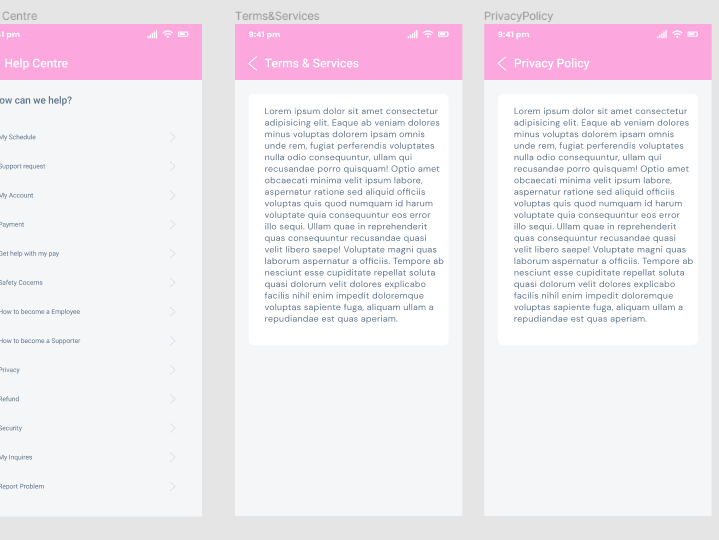 Centre
Terms&Services
PrivacyPolicy
41 pm
9:41 pm
9:41 pm
Help Centre
Terms & Services
Privacy Policy
ow can we help?
My Schedule
Support request
My Account
Payment
Get help with my pay
Safety Cocerns
How to become a Employee
How to become a Supporter
Privacy
Refund
Security
My Inquires
Report Problem
Lorem ipsum dolor sit amet consectetur
adipisicing elit. Eaque ab veniam dolores
minus voluptas dolorem ipsam omnis
unde rem, fugiat perferendis voluptates
nulla odio consequuntur, ullam qui
recusandae porro quisquam! Optio amet
obcaecati minima velit ipsum labore,
aspernatur ratione sed aliquid officiis
voluptas quis quod numquam id harum
voluptate quia consequuntur eos error
illo sequi. Ullam quae in reprehenderit
quas consequuntur recusandae quasi
velit libero saepe! Voluptate magni quas
laborum aspernatur a officiis. Tempore ab
nesciunt esse cupiditate repellat soluta
quasi dolorum velit dolores explicabo
facilis nihil enim impedit doloremque
voluptas sapiente fuga, aliquam ullam a
repudiandae est quas aperiam.
Lorem ipsum dolor sit amet consectetur
adipisicing elit. Eaque ab veniam dolores
minus voluptas dolorem ipsam omnis
unde rem, fugiat perferendis voluptates
nulla odio consequuntur, ullam qui
recusandae porro quisquam! Optio amet
obcaecati minima velit ipsum labore,
aspernatur ratione sed aliquid officiis
voluptas quis quod numquam id harum
voluptate quia consequuntur eos error
illo sequi. Ullam quae in reprehenderit
quas consequuntur recusandae quasi
velit libero saepe! Voluptate magni quas
laborum aspernatur a officiis. Tempore ab
nesciunt esse cupiditate repellat soluta
quasi dolorum velit dolores explicabo
facilis nihil enim impedit doloremque
voluptas sapiente fuga, aliquam ullam a
repudiandae est quas aperiam.